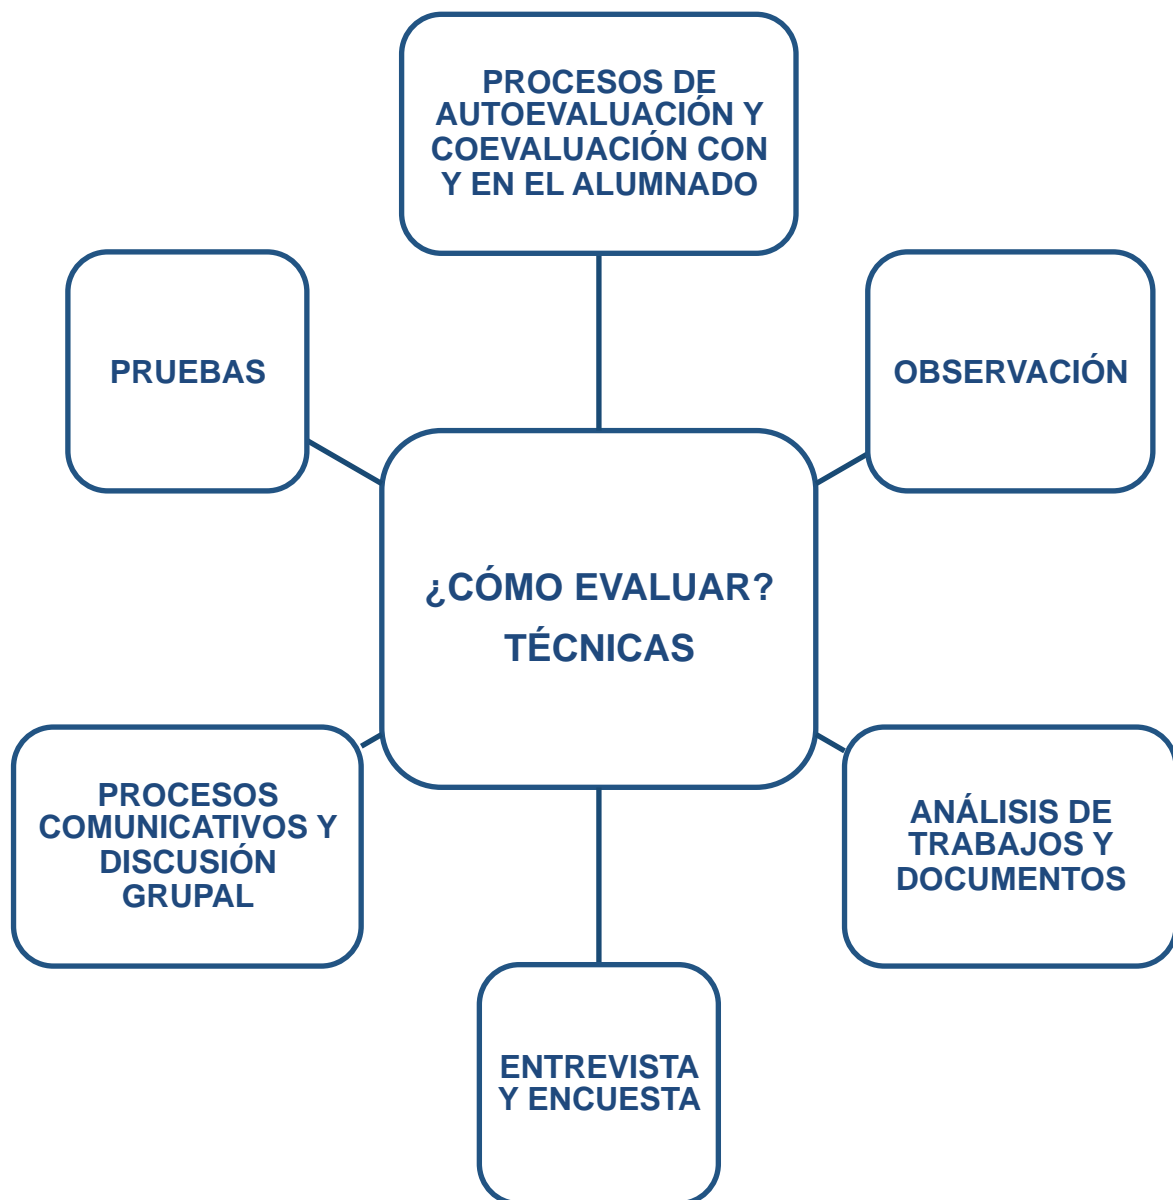 PROCESOS DE
AUTOEVALUACIÓN Y
COEVALUACIÓN CON
Y EN EL ALUMNADO
PRUEBAS
OBSERVACIÓN
¿CÓMO EVALUAR?
TÉCNICAS
PROCESOS
COMUNICATIVOS Y
DISCUSIÓN
GRUPAL
ANÁLISIS DE
TRABAJOS Y
DOCUMENTOS
ENTREVISTA
Y ENCUESTA